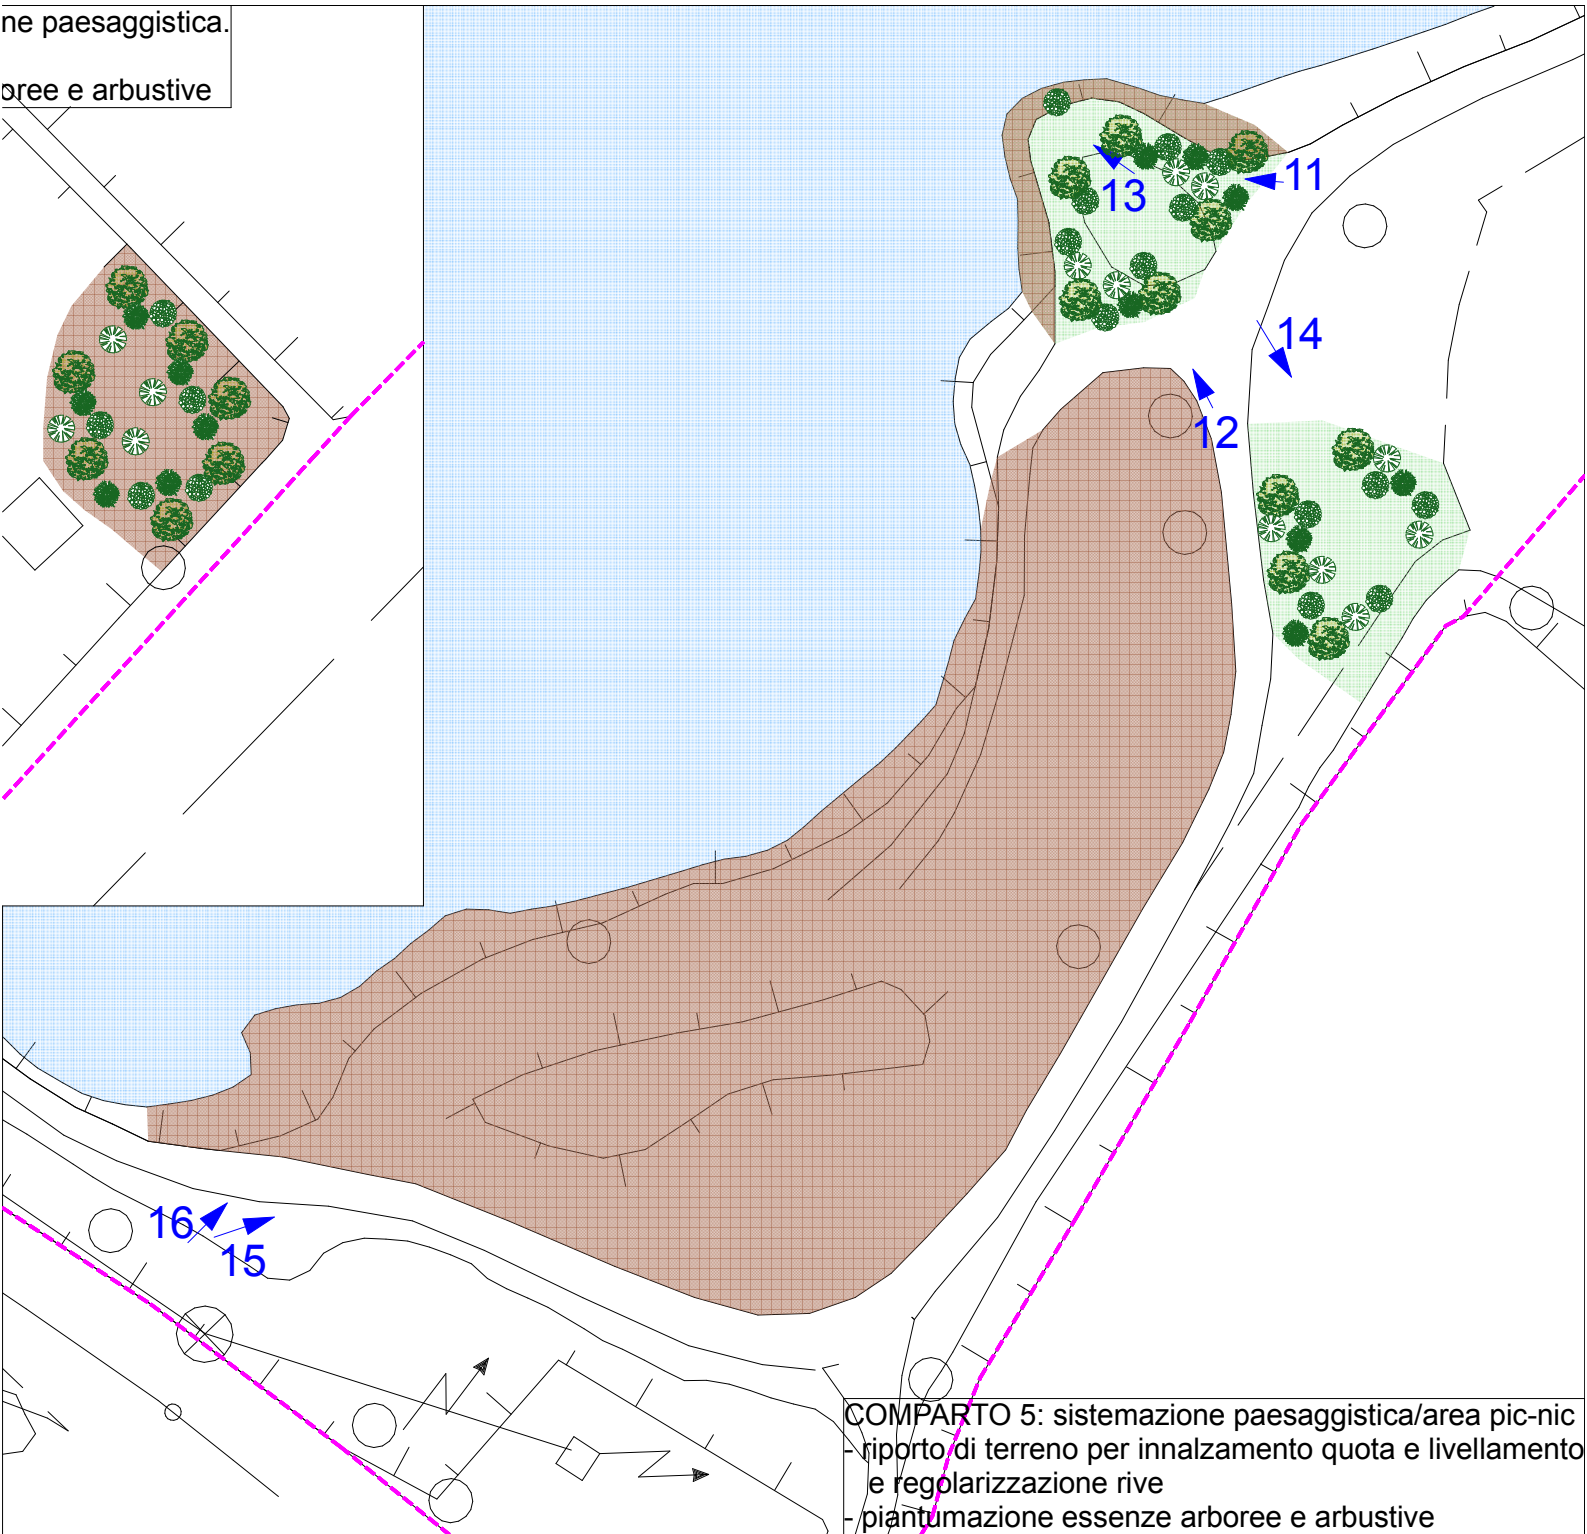 ne paesaggistica.
oree e arbustive
11
13
14
12
16
15
COMPARTO 5: sistemazione paesaggistica/area pic-nic
- riporto di terreno per innalzamento quota e livellamento
e regolarizzazione rive
- piantumazione essenze arboree e arbustive